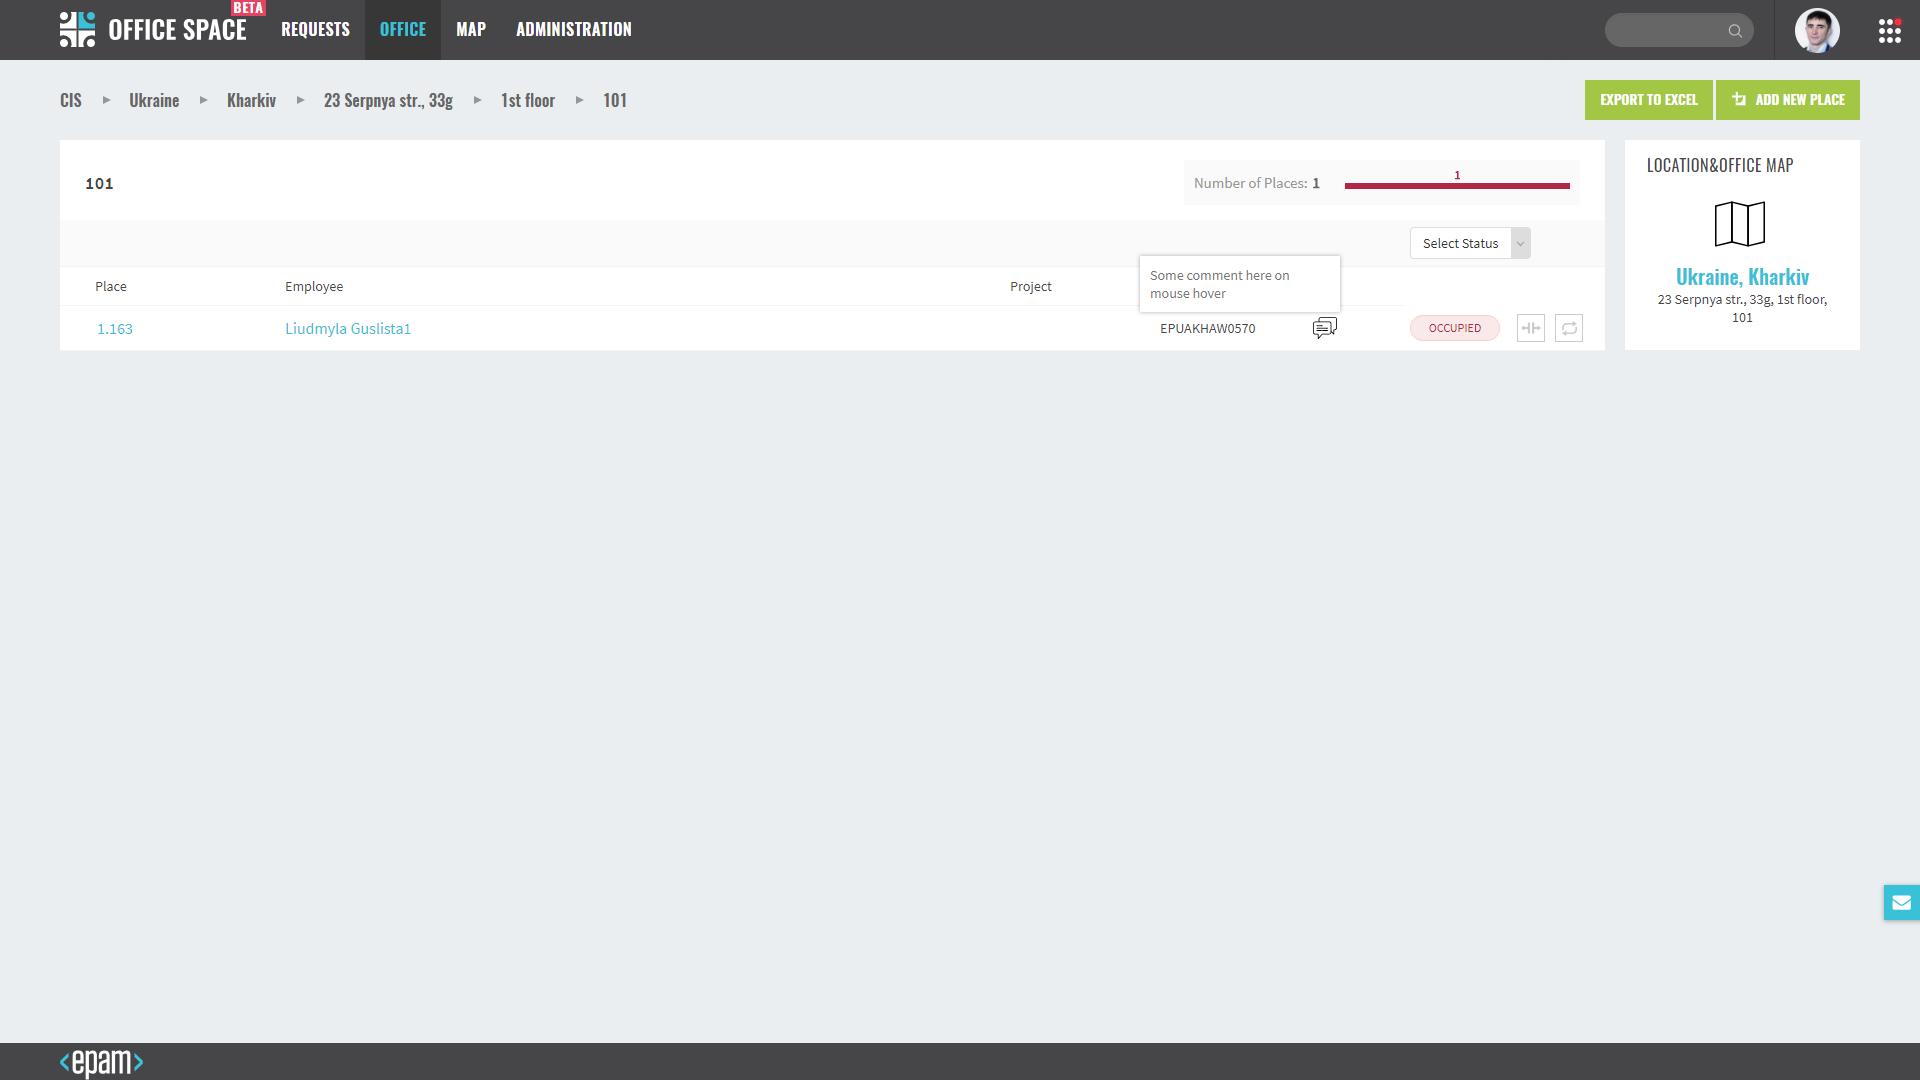 OFFICE SPACE BETA REQUESTS OFFICE MAP ADMINISTRATION
CIS Ukraine Kharkiv 23 Serpnya str., 33g 1st floor 101
EXPORT TO EXCEL ADD NEW PLACE
101
Number of Places: 1
1
LOCATION&OFFICE MAP
Select Status
Some comment here on
mouse hover
Place Employee Project
1.163 Liudmyla Guslista1 EPUAKHAW0570 OCCUPIED
Ukraine, Kharkiv
23 Serpnya str., 33g, 1st floor,
101
<epam>